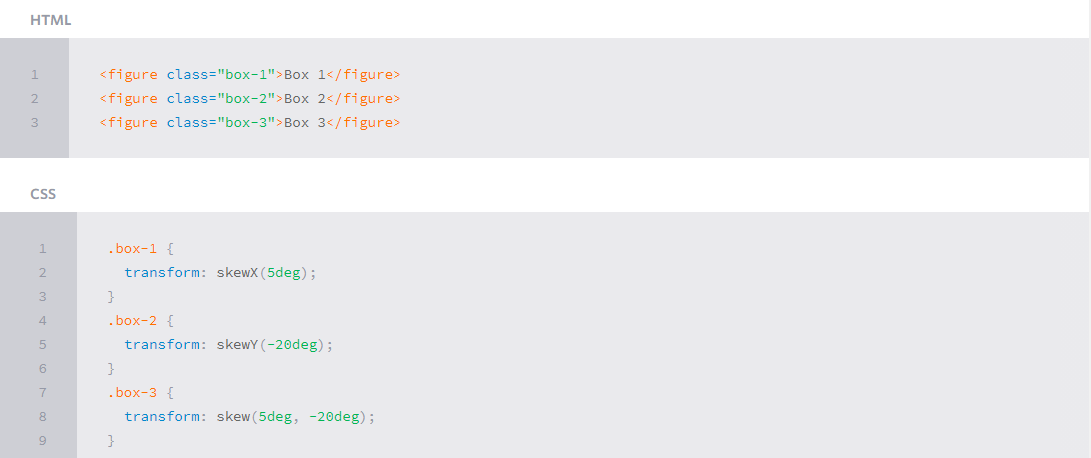 HTML
1 <figure class="box-1">Box 1</figure>
2 <figure class="box-2">Box 2</figure>
3 <figure class="box-3">Box 3</figure>
CSS
1 .box-1 {
2   transform: skewX(5deg);
3 }
4 .box-2 {
5   transform: skewY(-20deg);
6 }
7 .box-3 {
8   transform: skew(5deg, -20deg);
9 }